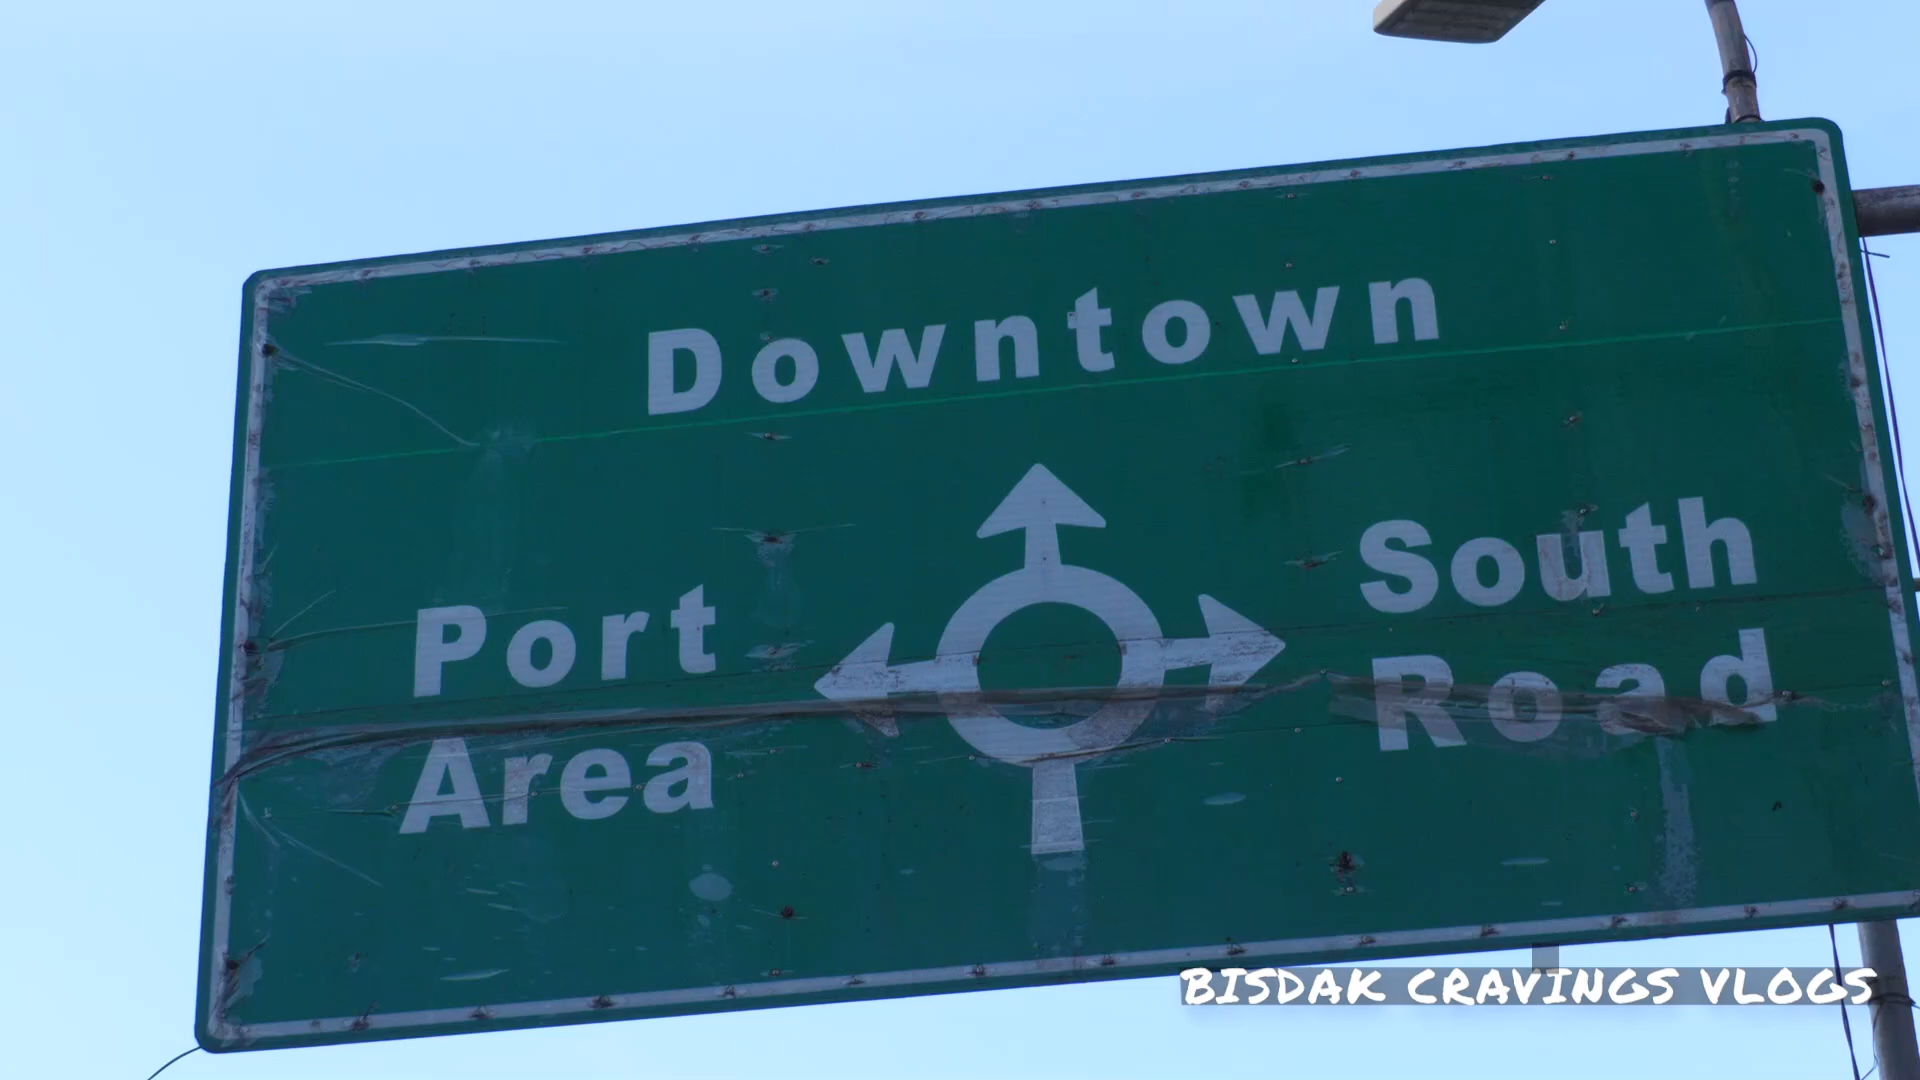 Downtown
Port
Area
South
Road
BISDAK CRAVINGS VLOGS